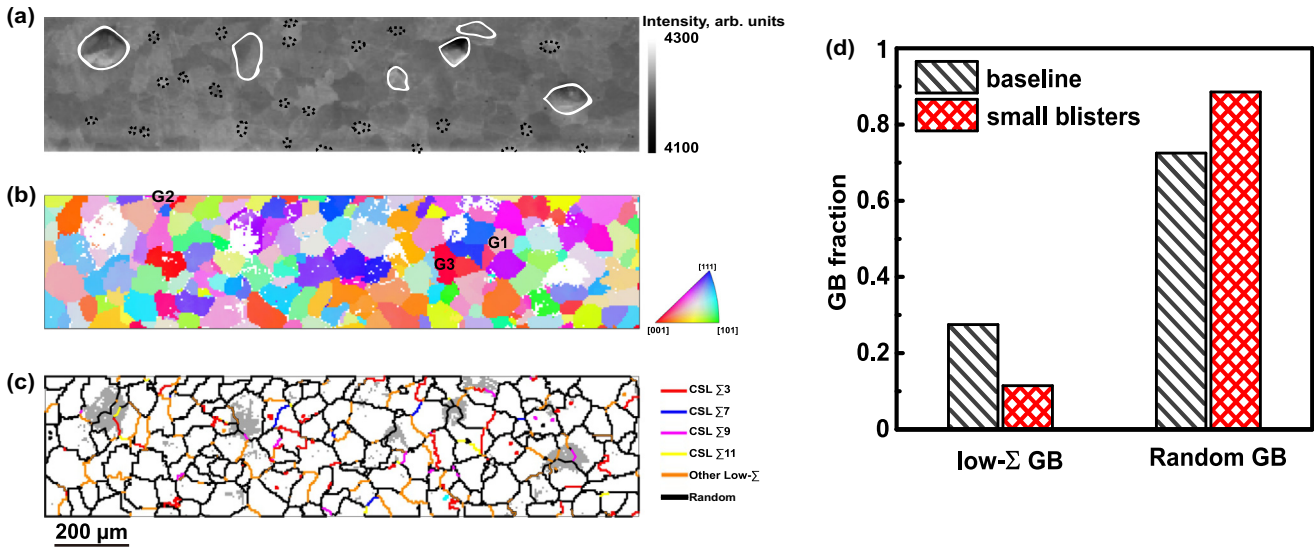 (a)
Intensity, arb. units
4300
4100
(b)
G2
G1
G3
[111]
[001]
[101]
(c)
CSL ∑3
CSL ∑7
CSL ∑9
CSL ∑11
Other Low-∑
Random
200 µm
(d)
GB fraction
1
0.8
0.6
0.4
0.2
0
baseline
small blisters
low-Σ GB
Random GB